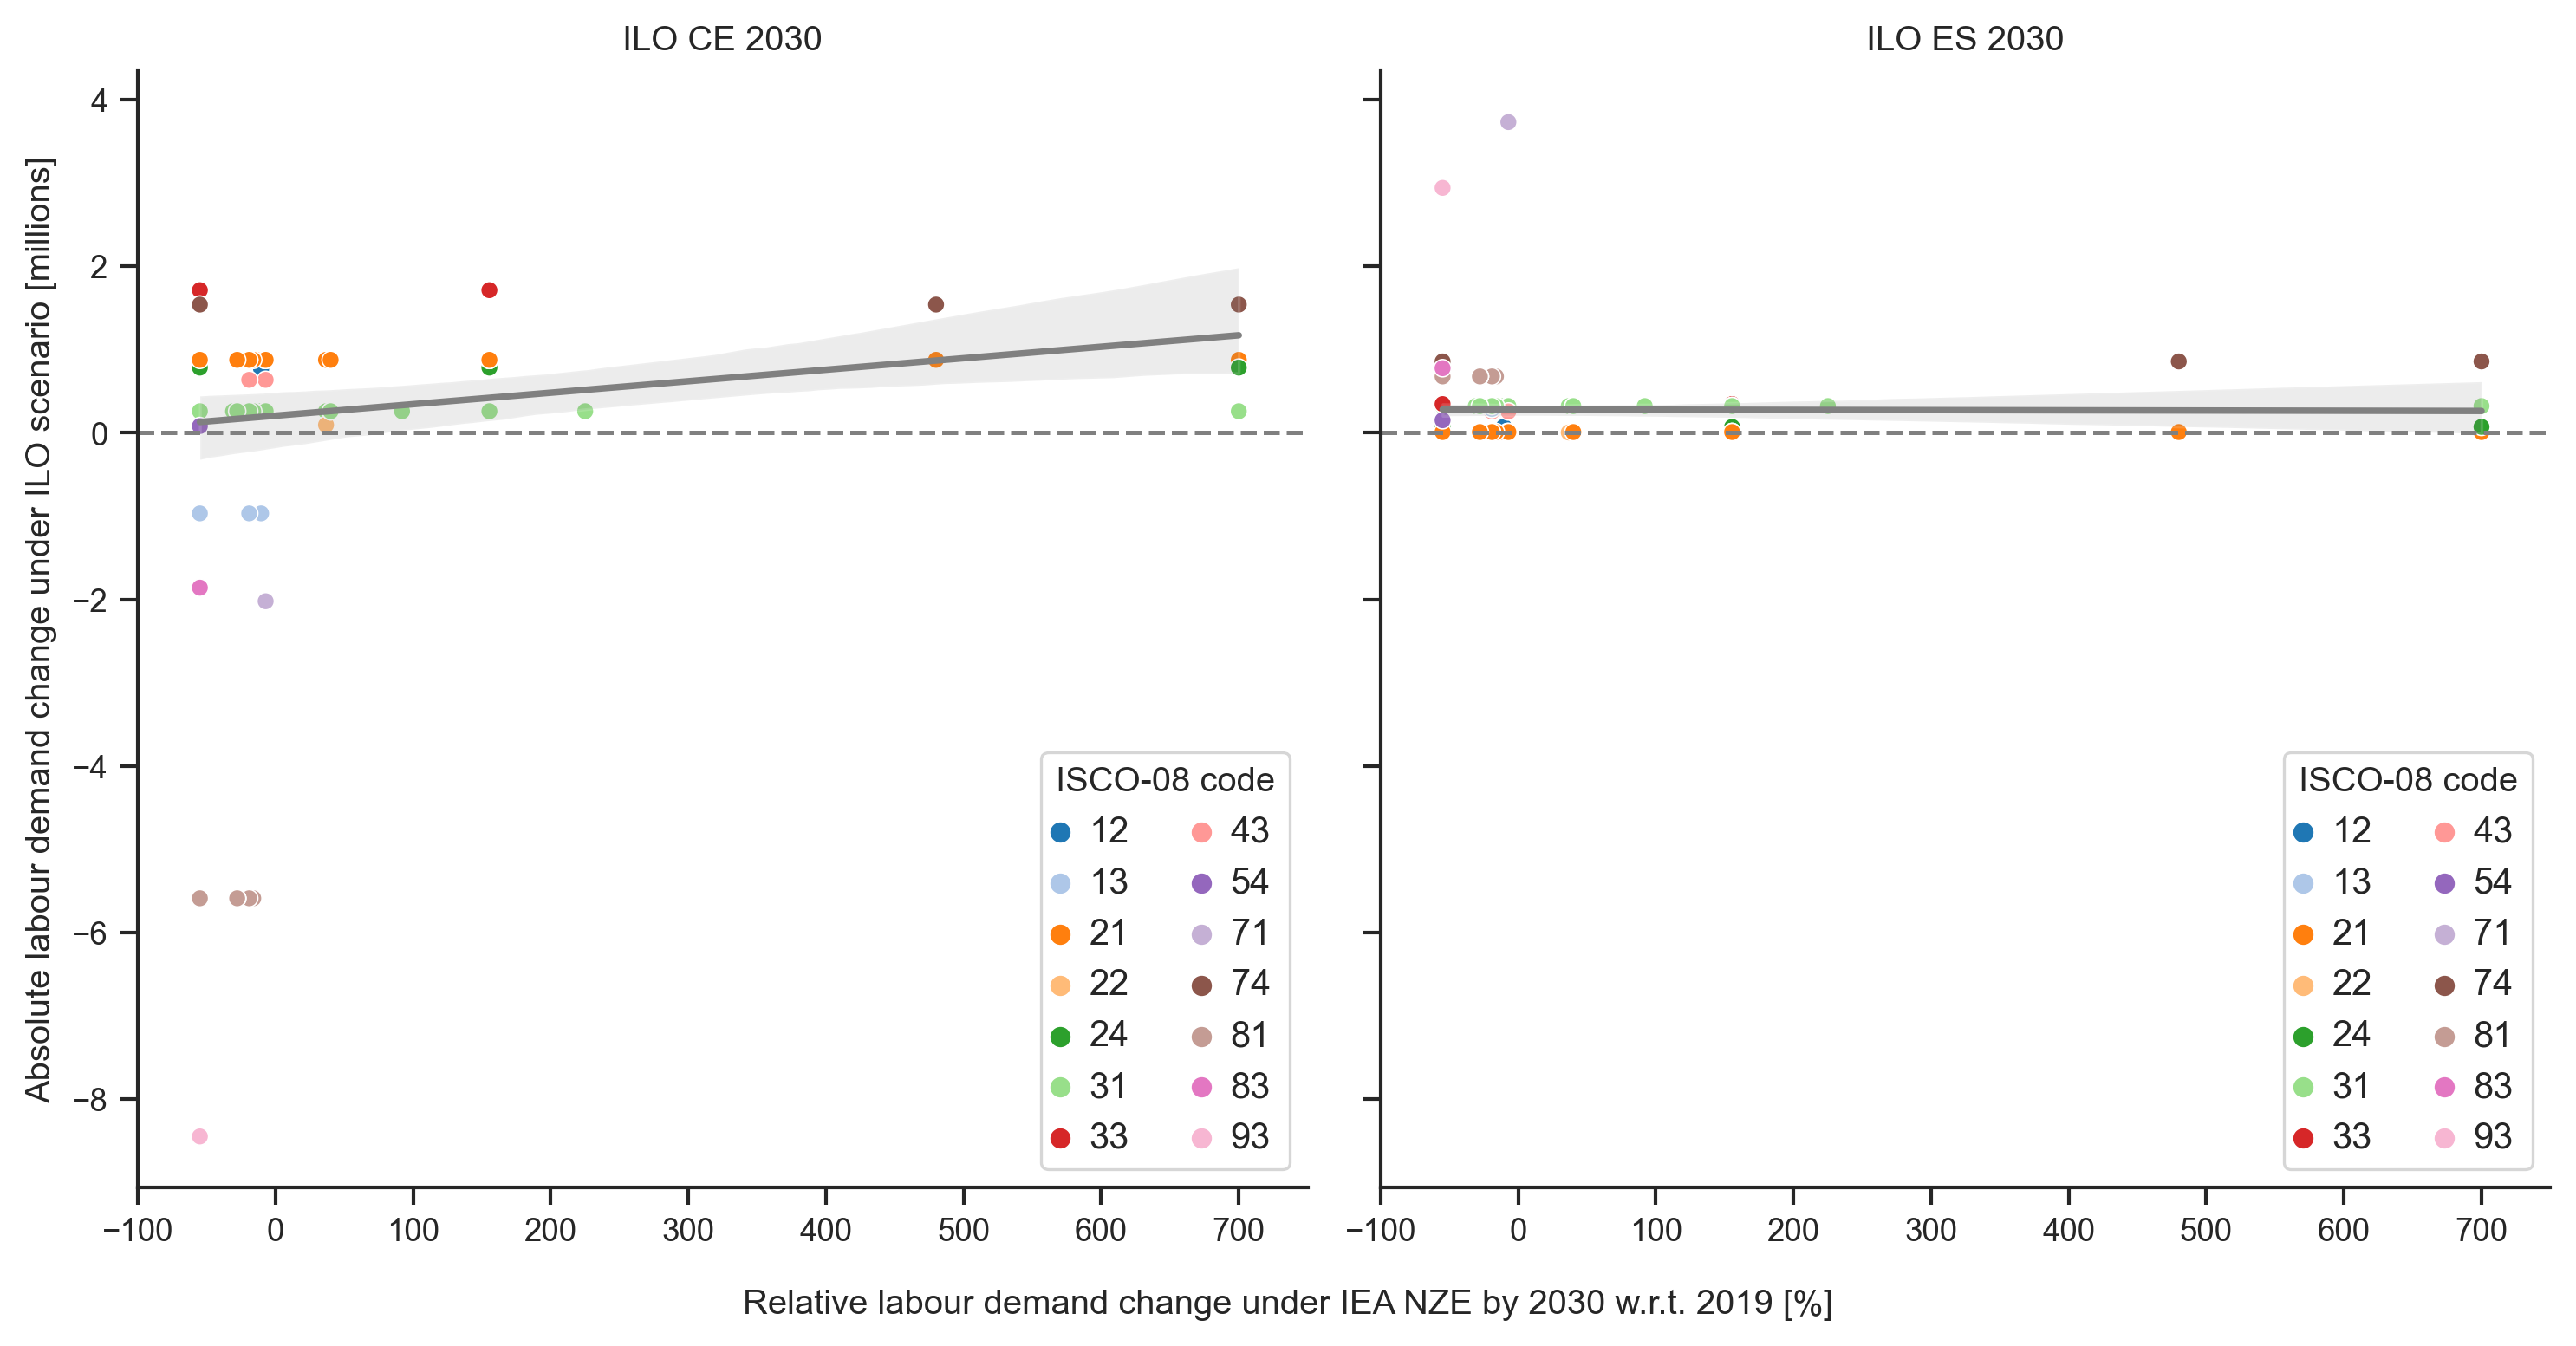 ILO CE 2030
ILO ES 2030
Absolute labour demand change under ILO scenario [millions]
4
2
0
−2
−4
−6
−8
ISCO-08 code
12 43
13 54
21 71
22 74
24 81
31 83
33 93
ISCO-08 code
12 43
13 54
21 71
22 74
24 81
31 83
33 93
−100 0 100 200 300 400 500 600 700
−100 0 100 200 300 400 500 600 700
Relative labour demand change under IEA NZE by 2030 w.r.t. 2019 [%]